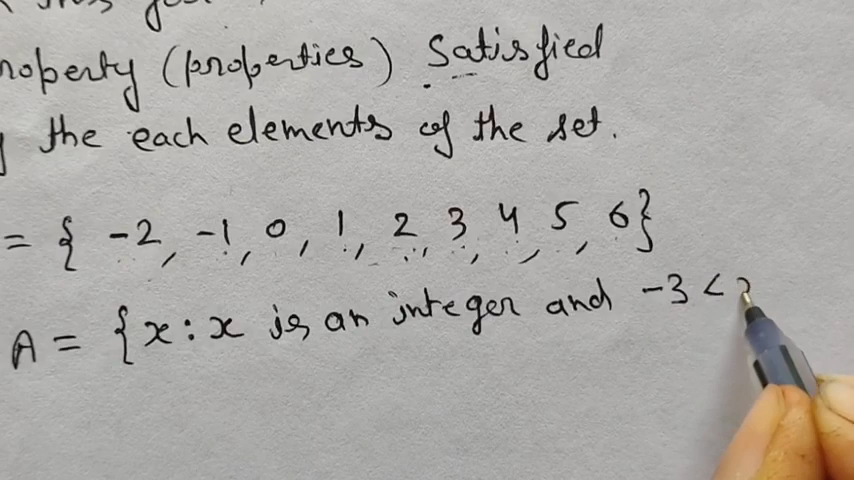 (properties) Satisfied
the each elements of the set.
= { -2, -1, 0, 1, 2, 3, 4, 5, 6}
A = {x : x is an integer and -3 <